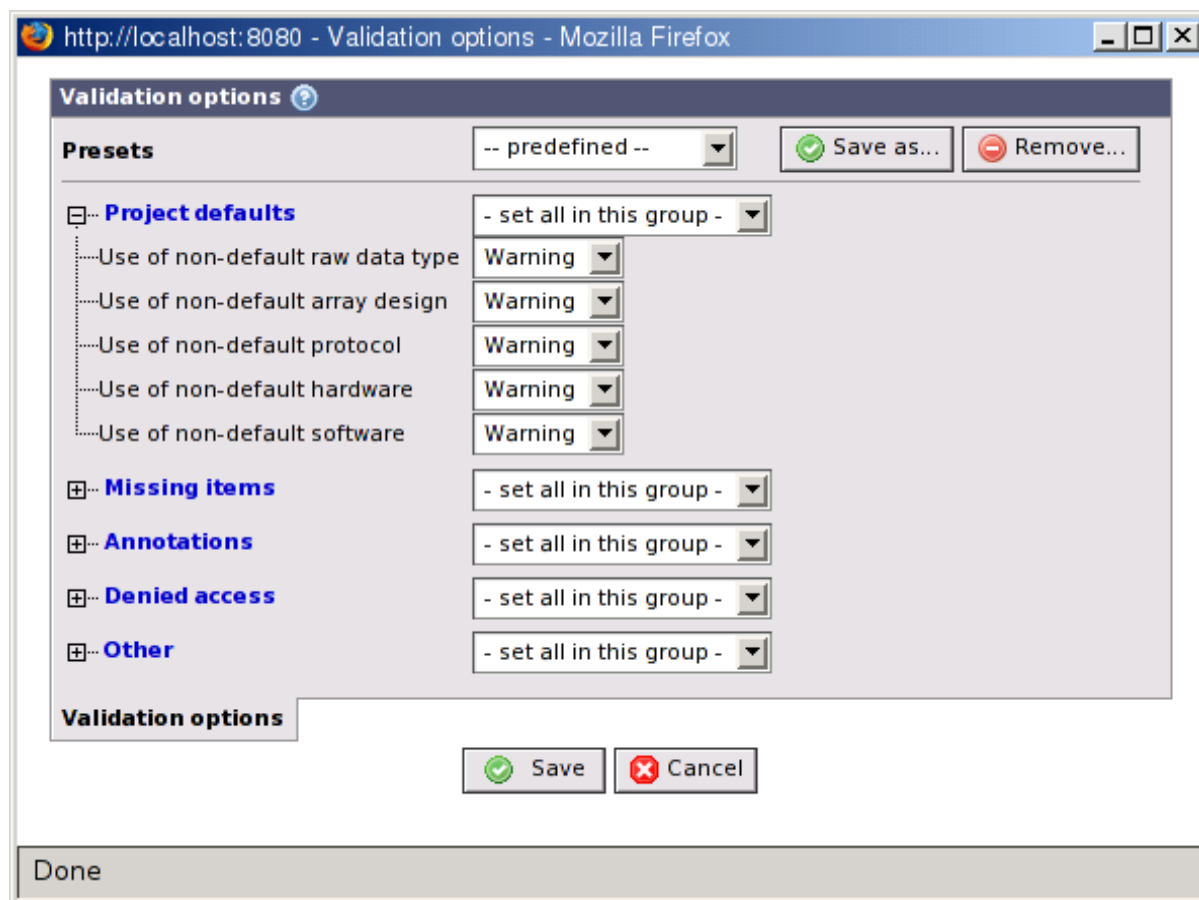 http://localhost:8080 - Validation options - Mozilla Firefox
Validation options
Presets -- predefined -- Save as... Remove...
Project defaults - set all in this group -
Use of non-default raw data type Warning
Use of non-default array design Warning
Use of non-default protocol Warning
Use of non-default hardware Warning
Use of non-default software Warning
Missing items - set all in this group -
Annotations - set all in this group -
Denied access - set all in this group -
Other - set all in this group -
Validation options
Save Cancel
Done